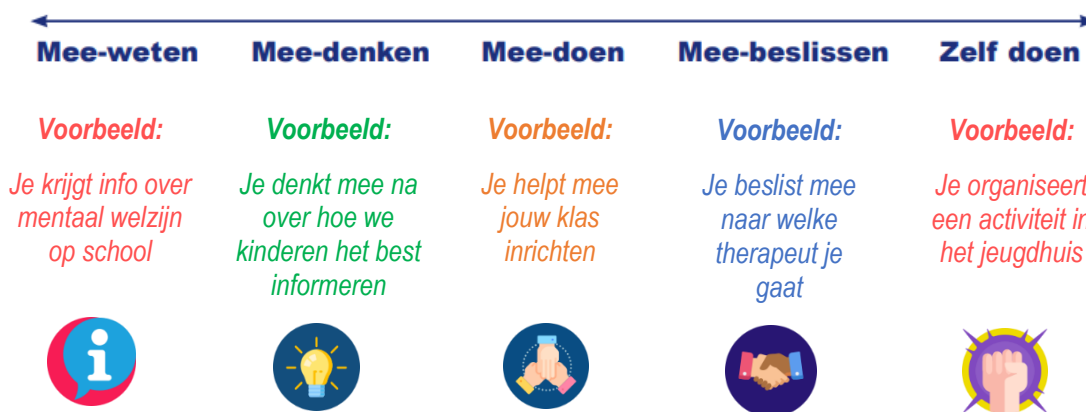 Mee-weten
Mee-denken
Mee-doen
Mee-beslissen
Zelf doen
Voorbeeld:
Je krijgt info over
mentaal welzijn
op school
Voorbeeld:
Je denkt mee na
over hoe we
kinderen het best
informeren
Voorbeeld:
Je helpt mee
jouw klas
inrichten
Voorbeeld:
Je beslist mee
naar welke
therapeut je
gaat
Voorbeeld:
Je organiseert
een activiteit in
het jeugdhuis
i